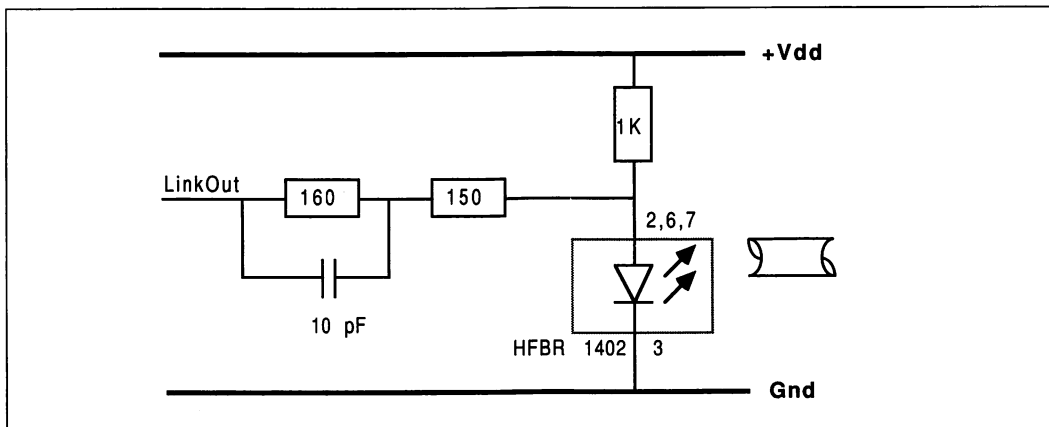 +Vdd
1K
LinkOut
160
150
2,6,7
10 pF
HFBR 1402 3
Gnd